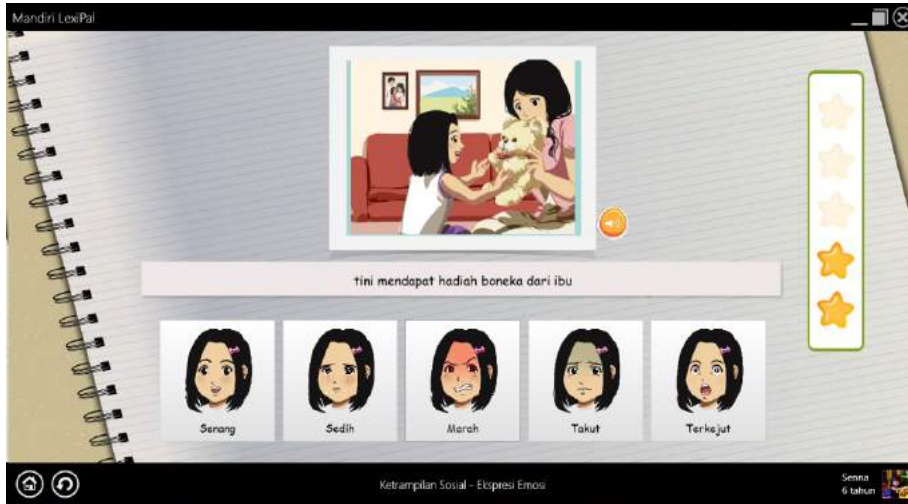 Mandiri LexiPal
tini mendapat hadiah boneka dari ibu
Senang
Sedih
Marah
Takut
Terkejut
Ketrampilan Sosial - Ekspresi Emosi
Senna
6 tahun